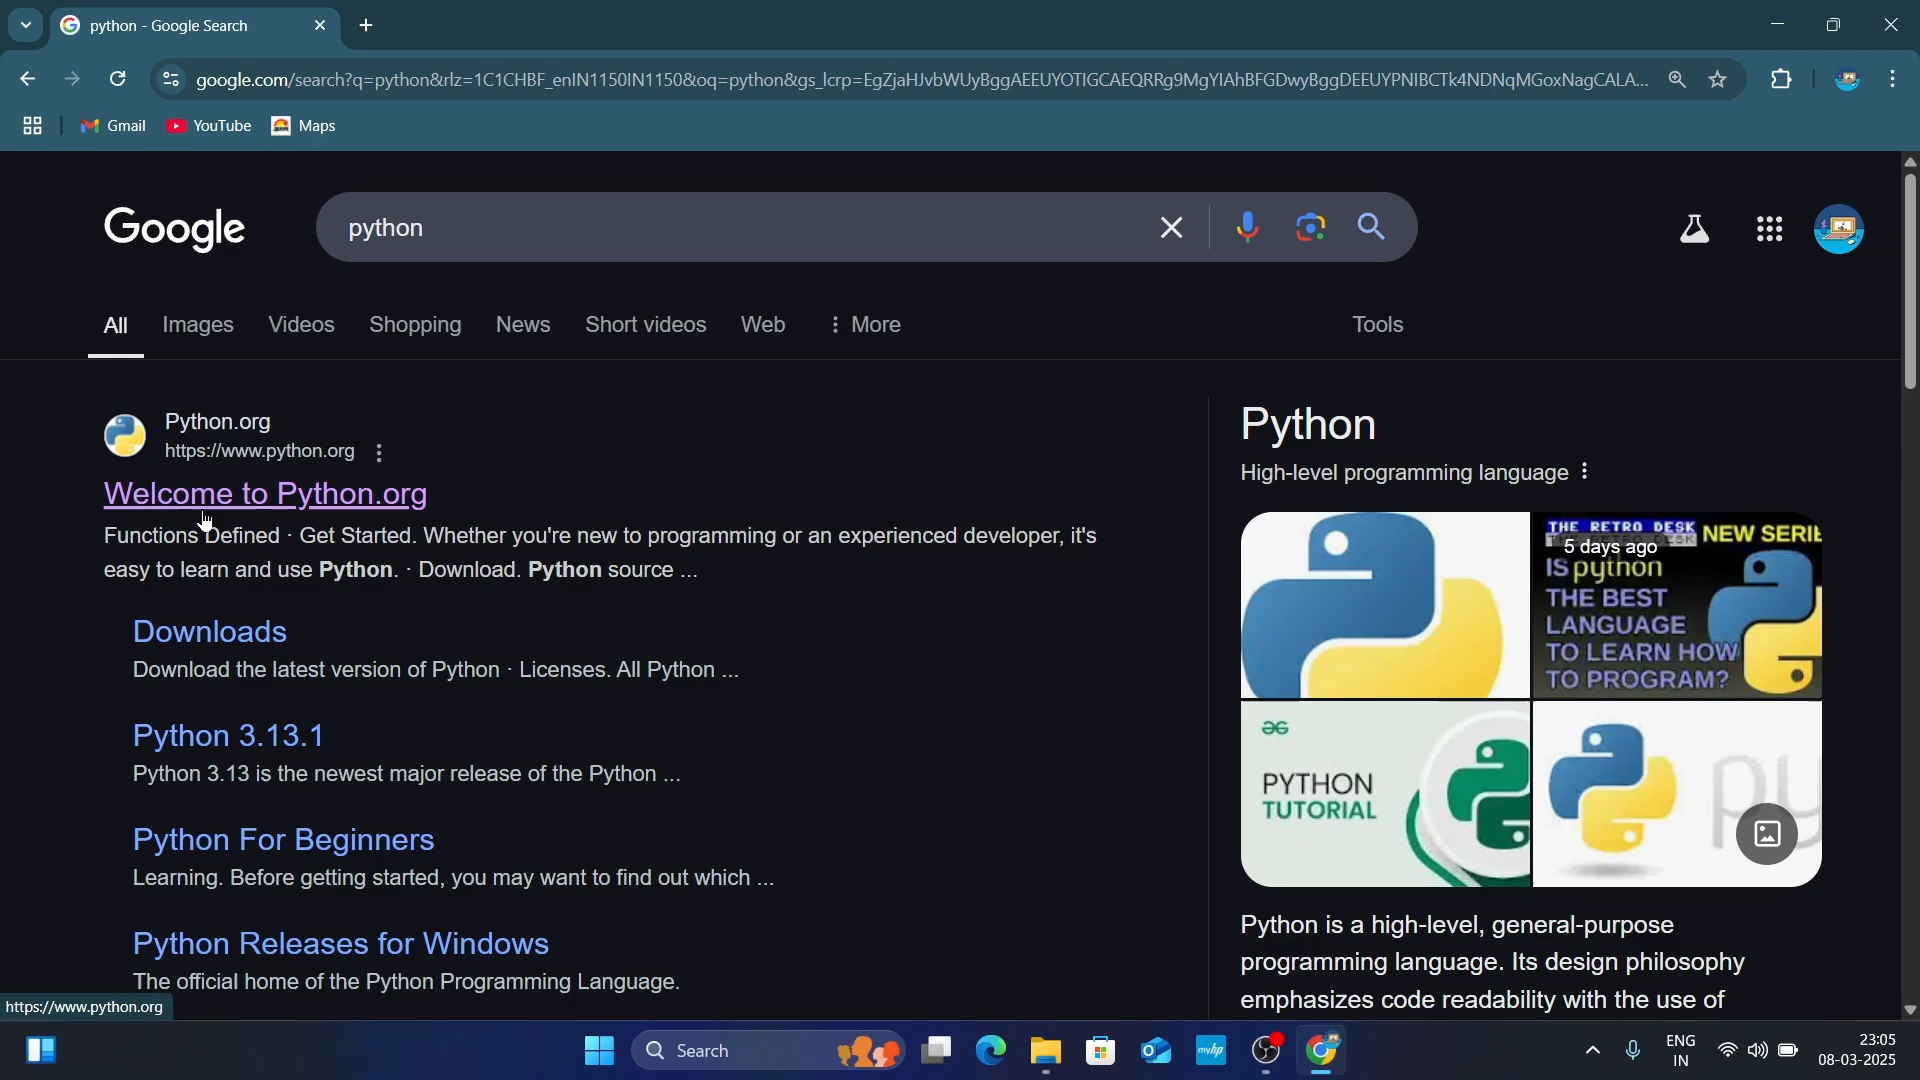 python - Google Search
google.com/search?q=python&rlz=1C1CHBF_enIN1150IN1150&oq=python&gs_lcrp=EgZjaHJvbWUyBggAEEUYOTIGCAEQRRg9MgYIAhBFGDwyBggDEEUYPNIBCTk4NDNqMGoxNagCALA...
Gmail YouTube Maps
Google python
All Images Videos Shopping News Short videos Web More Tools
Python.org
https://www.python.org
Welcome to Python.org
Functions Defined · Get Started. Whether you're new to programming or an experienced developer, it's
easy to learn and use Python. · Download. Python source ...
Downloads
Download the latest version of Python · Licenses. All Python ...
Python 3.13.1
Python 3.13 is the newest major release of the Python ...
Python For Beginners
Learning. Before getting started, you may want to find out which ...
Python Releases for Windows
The official home of the Python Programming Language.
https://www.python.org
Python
High-level programming language
THE RETRO DESK NEW SERIE
5 days ago
IS python
THE BEST
LANGUAGE
TO LEARN HOW
TO PROGRAM?
PYTHON
TUTORIAL
py
Python is a high-level, general-purpose
programming language. Its design philosophy
emphasizes code readability with the use of
Search
myhp
ENG
IN
23:05
08-03-2025